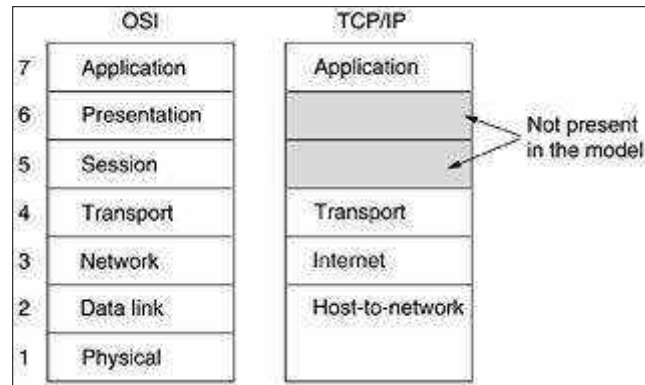 OSI TCP/IP
7 Application Application
6 Presentation
Not present
in the model
5 Session
4 Transport Transport
3 Network Internet
2 Data link Host-to-network
1 Physical